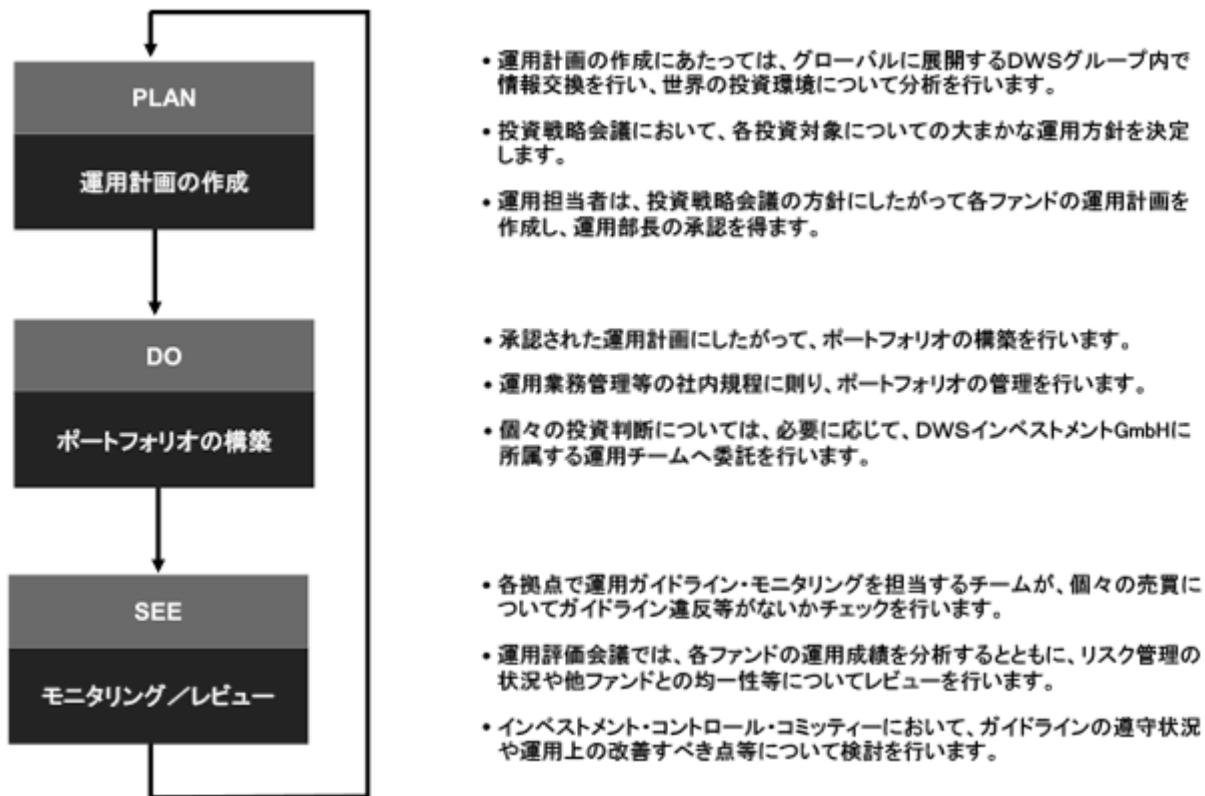 PLAN
運用計画の作成
• 運用計画の作成にあたっては、グローバルに展開するDWSグループ内で
情報交換を行い、世界の投資環境について分析を行います。
• 投資戦略会議において、各投資対象についての大まかな運用方針を決定
します。
• 運用担当者は、投資戦略会議の方針にしたがって各ファンドの運用計画を
作成し、運用部長の承認を得ます。
DO
ポートフォリオの構築
• 承認された運用計画にしたがって、ポートフォリオの構築を行います。
• 運用業務管理等の社内規程に則り、ポートフォリオの管理を行います。
• 個々の投資判断については、必要に応じて、DWSインベストメントGmbHに
所属する運用チームへ委託を行います。
SEE
モニタリング／レビュー
• 各拠点で運用ガイドライン・モニタリングを担当するチームが、個々の売買に
ついてガイドライン違反等がないかチェックを行います。
• 運用評価会議では、各ファンドの運用成績を分析するとともに、リスク管理の
状況や他ファンドとの均一性等についてレビューを行います。
• インベストメント・コントロール・コミッティーにおいて、ガイドラインの遵守状況
や運用上の改善すべき点等について検討を行います。